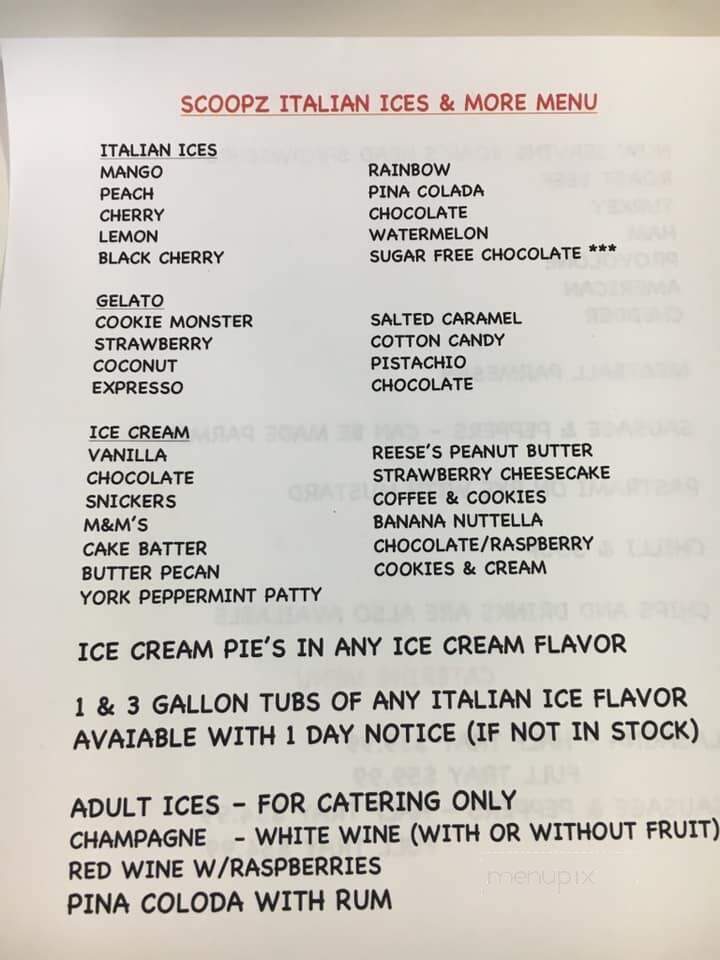 SCOOPZ ITALIAN ICES & MORE MENU
ITALIAN ICES
MANGO RAINBOW
PEACH PINA COLADA
CHERRY CHOCOLATE
LEMON WATERMELON
BLACK CHERRY SUGAR FREE CHOCOLATE ***
GELATO
COOKIE MONSTER SALTED CARAMEL
STRAWBERRY COTTON CANDY
COCONUT PISTACHIO
EXPRESSO CHOCOLATE
ICE CREAM
VANILLA REESE'S PEANUT BUTTER
CHOCOLATE STRAWBERRY CHEESECAKE
SNICKERS COFFEE & COOKIES
M&M'S BANANA NUTTELLA
CAKE BATTER CHOCOLATE/RASPBERRY
BUTTER PECAN COOKIES & CREAM
YORK PEPPERMINT PATTY
ICE CREAM PIE'S IN ANY ICE CREAM FLAVOR
1 & 3 GALLON TUBS OF ANY ITALIAN ICE FLAVOR
AVAIABLE WITH 1 DAY NOTICE (IF NOT IN STOCK)
ADULT ICES – FOR CATERING ONLY
CHAMPAGNE - WHITE WINE (WITH OR WITHOUT FRUIT)
RED WINE W/RASPBERRIES
PINA COLODA WITH RUM
menupix